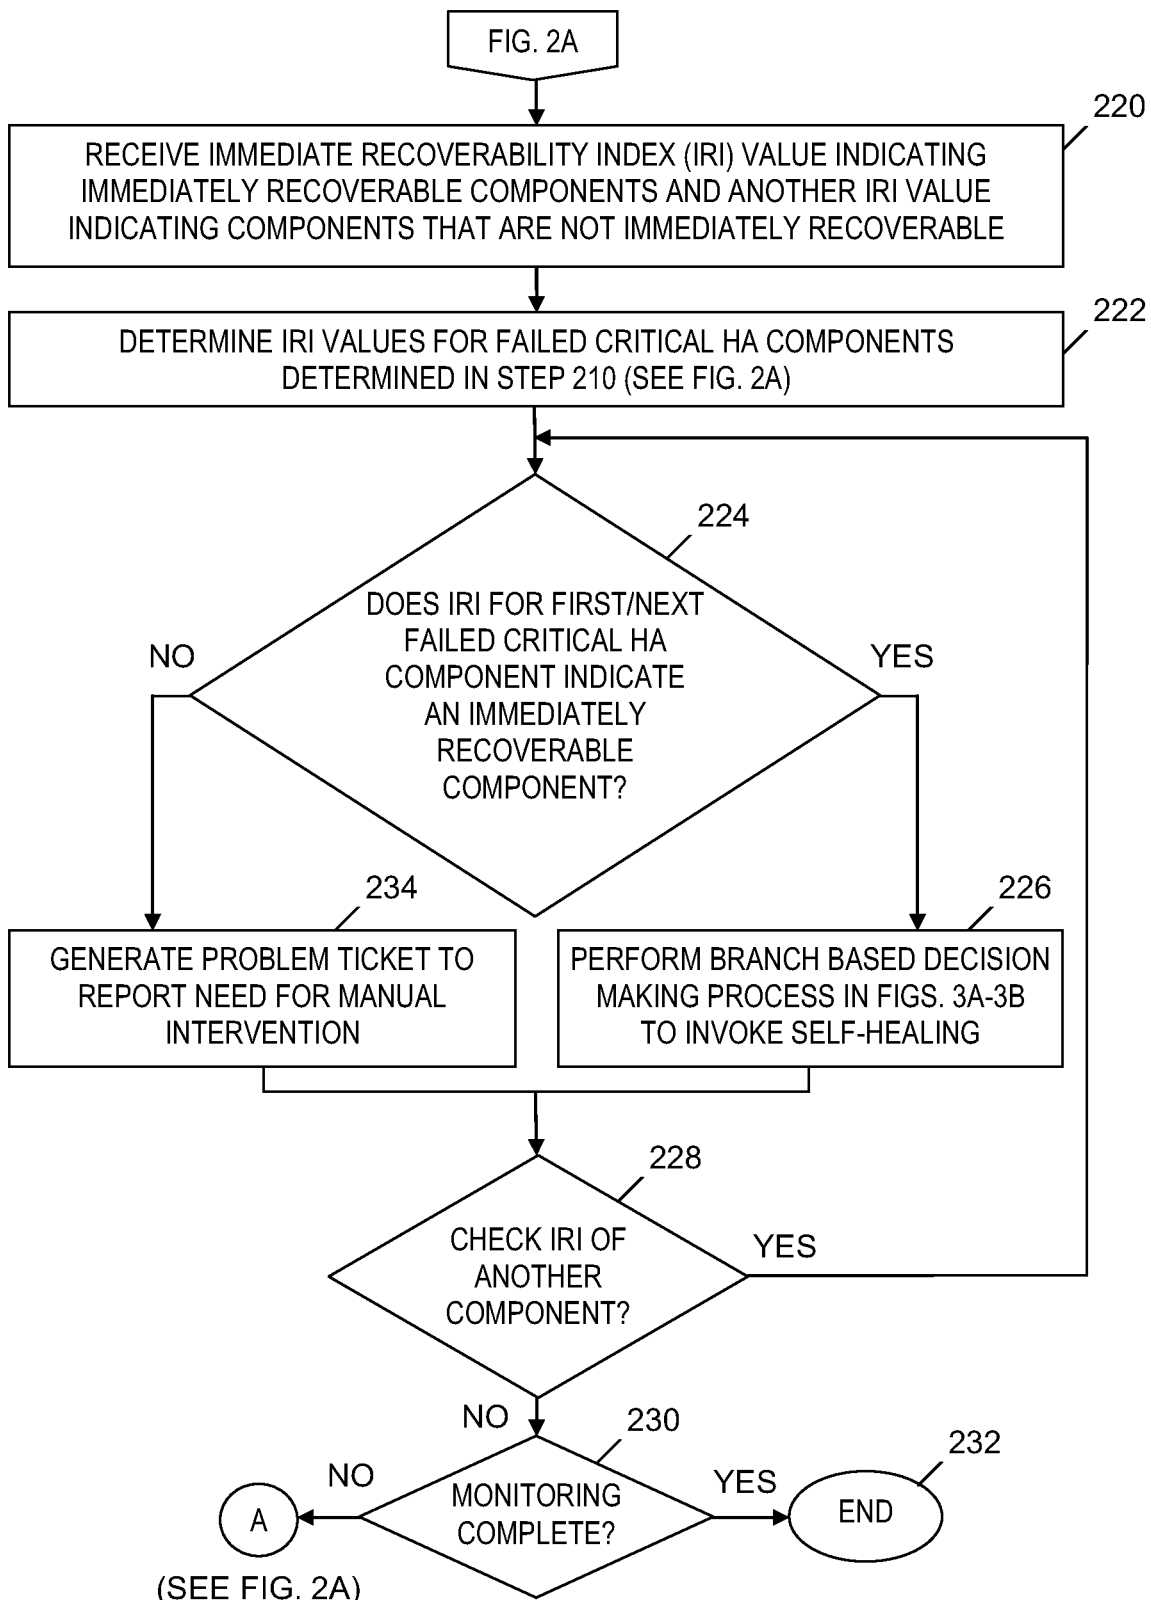 FIG. 2A
220
RECEIVE IMMEDIATE RECOVERABILITY INDEX (IRI) VALUE INDICATING
IMMEDIATELY RECOVERABLE COMPONENTS AND ANOTHER IRI VALUE
INDICATING COMPONENTS THAT ARE NOT IMMEDIATELY RECOVERABLE
222
DETERMINE IRI VALUES FOR FAILED CRITICAL HA COMPONENTS
DETERMINED IN STEP 210 (SEE FIG. 2A)
224
DOES IRI FOR FIRST/NEXT
FAILED CRITICAL HA
COMPONENT INDICATE
AN IMMEDIATELY
RECOVERABLE
COMPONENT?
NO
YES
234
GENERATE PROBLEM TICKET TO
REPORT NEED FOR MANUAL
INTERVENTION
226
PERFORM BRANCH BASED DECISION
MAKING PROCESS IN FIGS. 3A-3B
TO INVOKE SELF-HEALING
228
CHECK IRI OF
ANOTHER
COMPONENT?
YES
NO
230
MONITORING
COMPLETE?
NO
YES
232
END
A
(SEE FIG. 2A)